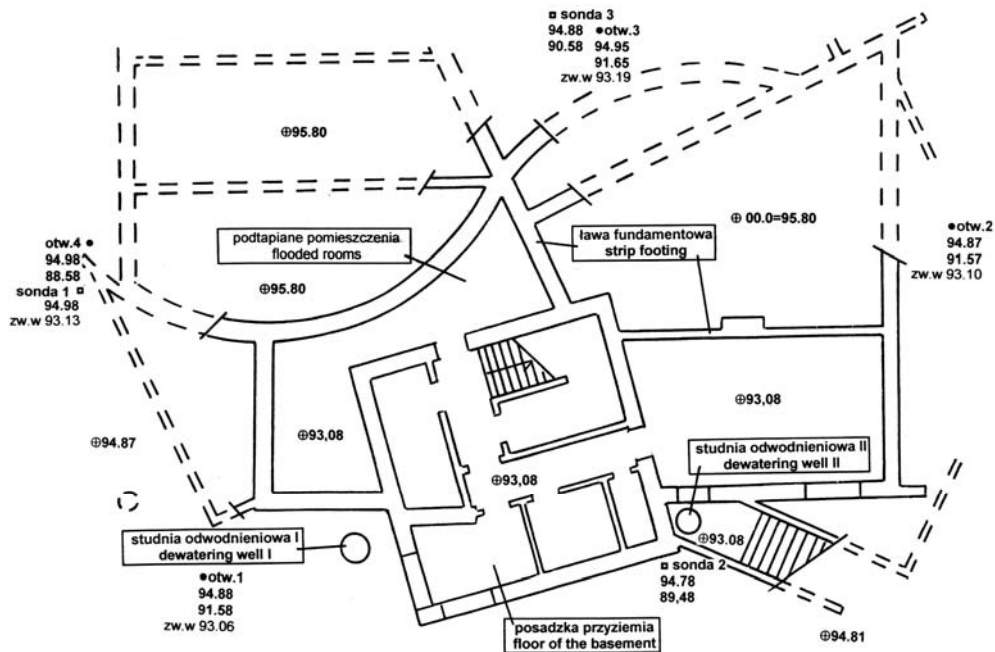 ¤ sonda 3
94.88
90.58
●otw.3
94.95
91.65
zw.w 93.19
⊕95.80
⊕ 00.0=95.80
●otw.2
94.87
91.57
zw.w 93.10
podtapiane pomieszczenia
flooded rooms
ława fundamentowa
strip footing
otw.4 ●
94.98
88.58
sonda 1 ¤
94.98
zw.w 93.13
⊕95.80
⊕94.87
⊕93,08
⊕93,08
⊕93,08
studnia odwodnieniowa II
dewatering well II
⊕93.08
studnia odwodnieniowa I
dewatering well I
●otw.1
94.88
91.58
zw.w 93.06
¤ sonda 2
94.78
89,48
posadzka przyziemia
floor of the basement
⊕94.81